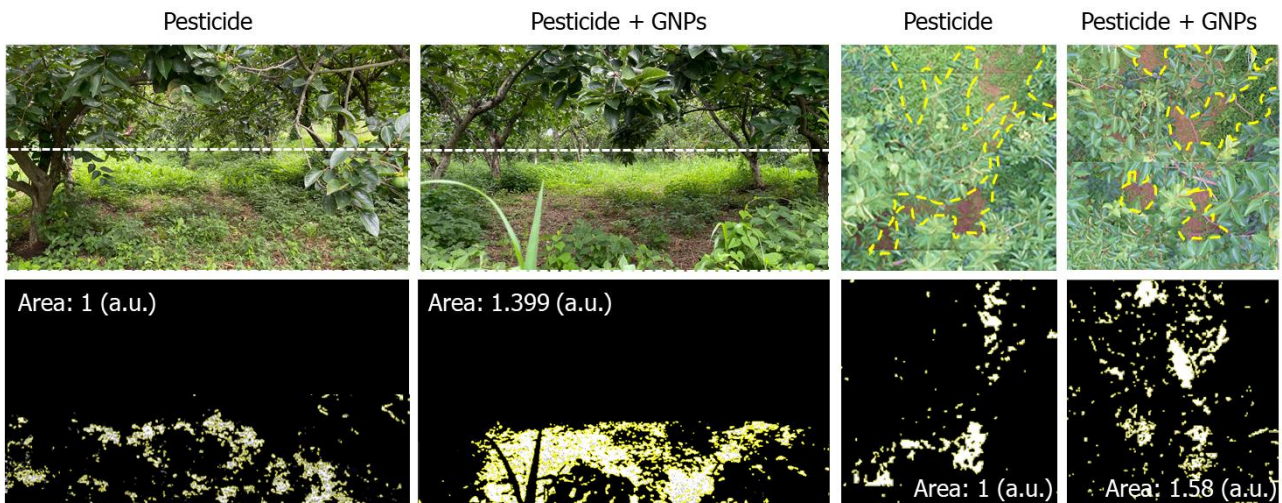 Pesticide
Pesticide + GNPs
Pesticide
Pesticide + GNPs
Area: 1 (a.u.)
Area: 1.399 (a.u.)
Area: 1 (a.u.)
Area: 1.58 (a.u.)